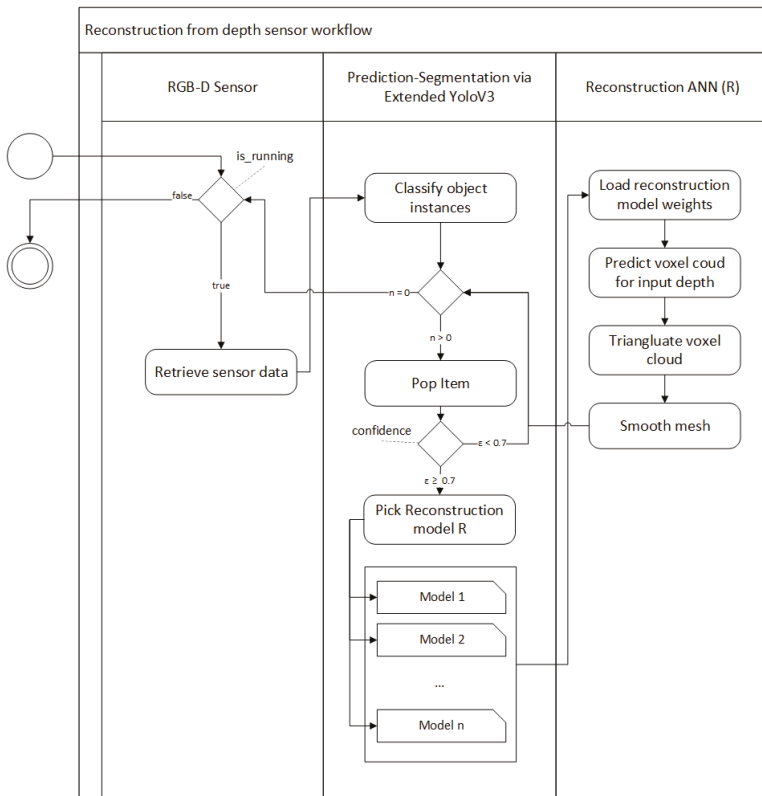 Reconstruction from depth sensor workflow
RGB-D Sensor
Prediction-Segmentation via
Extended YoloV3
Reconstruction ANN (R)
is_running
false
true
Retrieve sensor data
Classify object
instances
n = 0
n > 0
Pop Item
confidence
ε < 0.7
ε ≥ 0.7
Pick Reconstruction
model R
Model 1
Model 2
...
Model n
Load reconstruction
model weights
Predict voxel coud
for input depth
Triangluate voxel
cloud
Smooth mesh